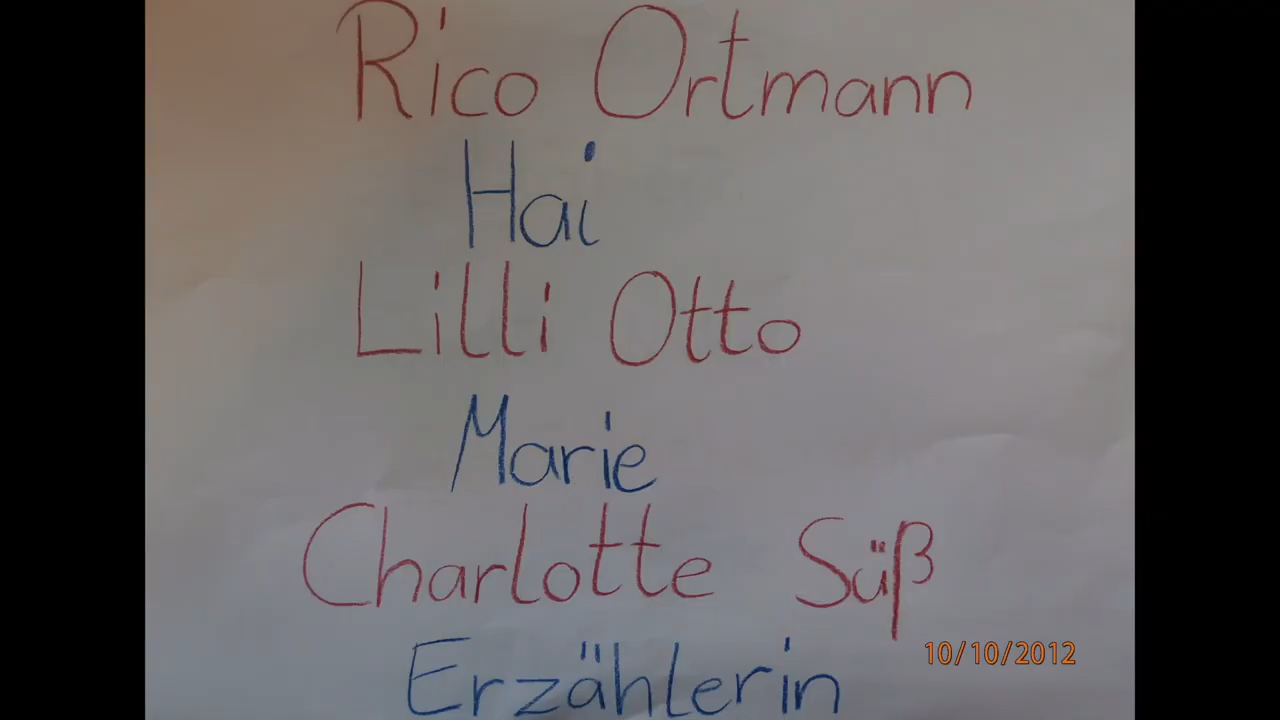 Rico Ortmann
Hai
Lilli Otto
Marie
Charlotte Süß
Erzählerin
10/10/2012